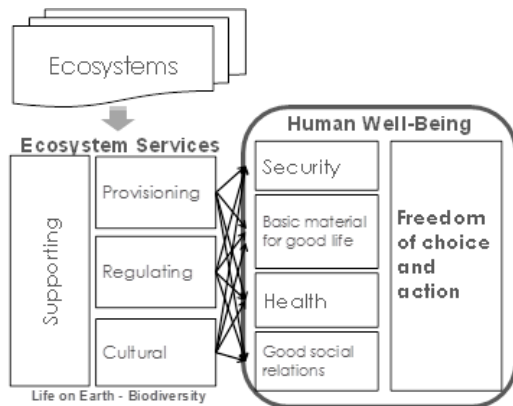 Ecosystems
Ecosystem Services
Supporting
Provisioning
Regulating
Cultural
Life on Earth - Biodiversity
Human Well-Being
Security
Basic material
for good life
Health
Good social
relations
Freedom
of choice
and
action